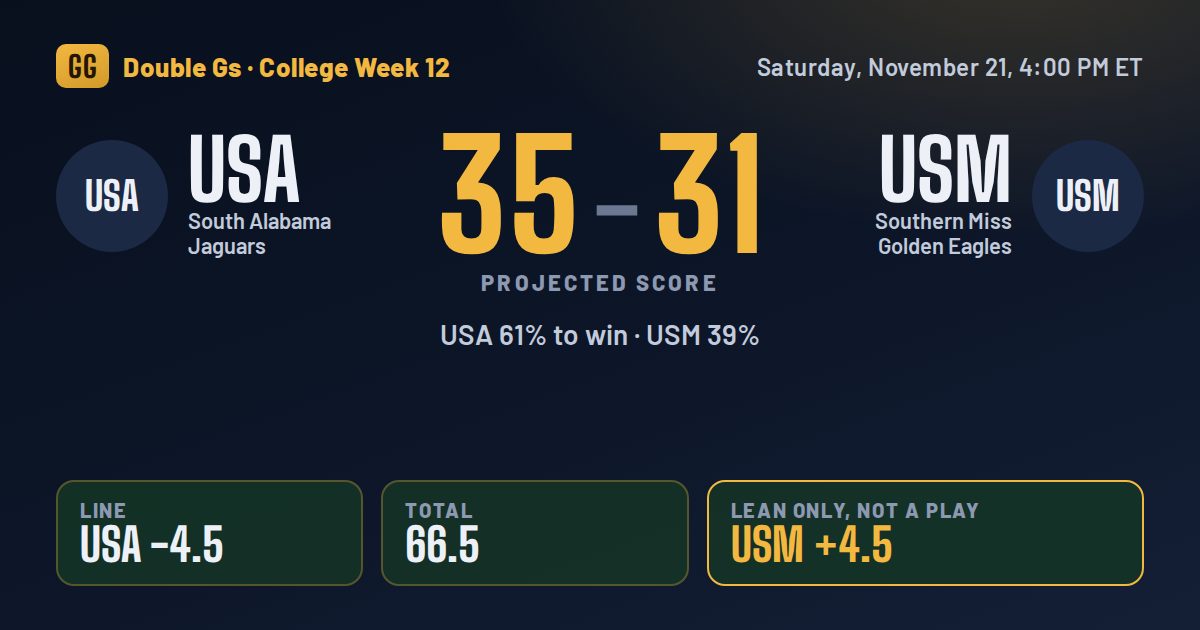 GG Double Gs · College Week 12
Saturday, November 21, 4:00 PM ET
USA
USA
South Alabama
Jaguars
35 – 31
PROJECTED SCORE
USA 61% to win · USM 39%
USM
Southern Miss
Golden Eagles
USM
LINE
USA −4.5
TOTAL
66.5
LEAN ONLY, NOT A PLAY
USM +4.5